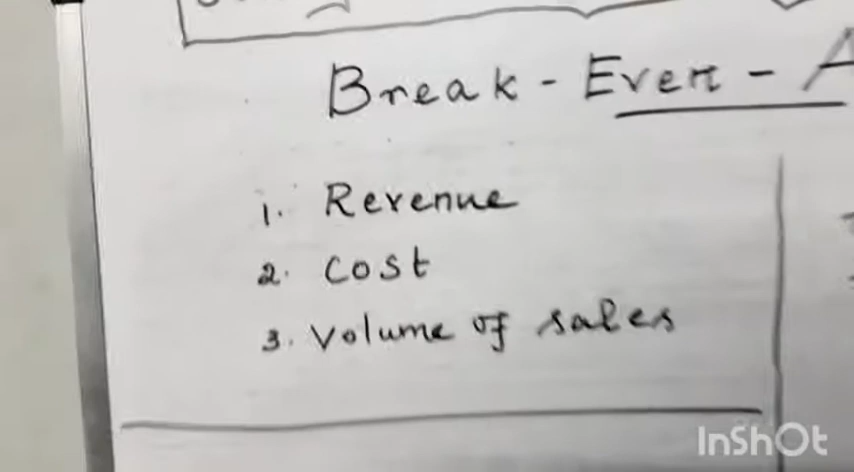 Break - Even - A
1. Revenue
2. Cost
3. Volume of sales
InShOt